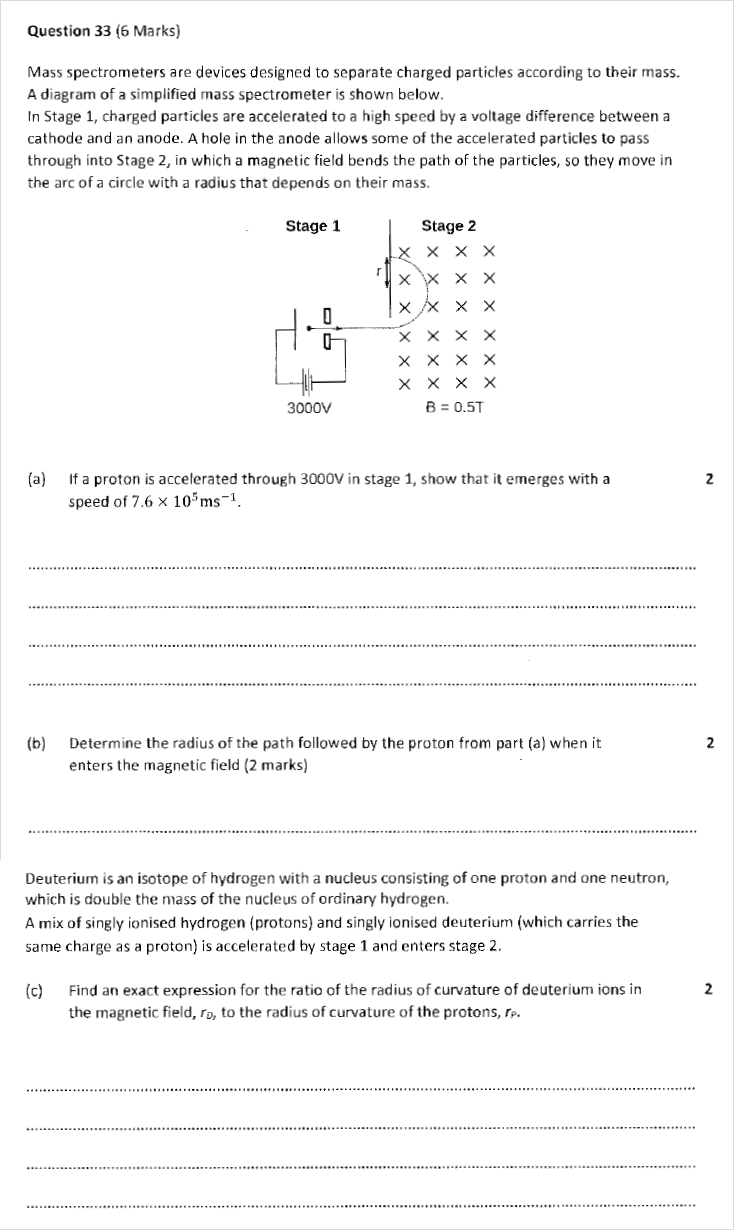 Question 33 (6 Marks)
Mass spectrometers are devices designed to separate charged particles according to their mass.
A diagram of a simplified mass spectrometer is shown below.
In Stage 1, charged particles are accelerated to a high speed by a voltage difference between a
cathode and an anode. A hole in the anode allows some of the accelerated particles to pass
through into Stage 2, in which a magnetic field bends the path of the particles, so they move in
the arc of a circle with a radius that depends on their mass.
Stage 1 Stage 2
r
3000V B = 0.5T
(a) If a proton is accelerated through 3000V in stage 1, show that it emerges with a 2
speed of 7.6 × 10⁵ms⁻¹.
(b) Determine the radius of the path followed by the proton from part (a) when it 2
enters the magnetic field (2 marks)
Deuterium is an isotope of hydrogen with a nucleus consisting of one proton and one neutron,
which is double the mass of the nucleus of ordinary hydrogen.
A mix of singly ionised hydrogen (protons) and singly ionised deuterium (which carries the
same charge as a proton) is accelerated by stage 1 and enters stage 2.
(c) Find an exact expression for the ratio of the radius of curvature of deuterium ions in 2
the magnetic field, r_D, to the radius of curvature of the protons, r_P.